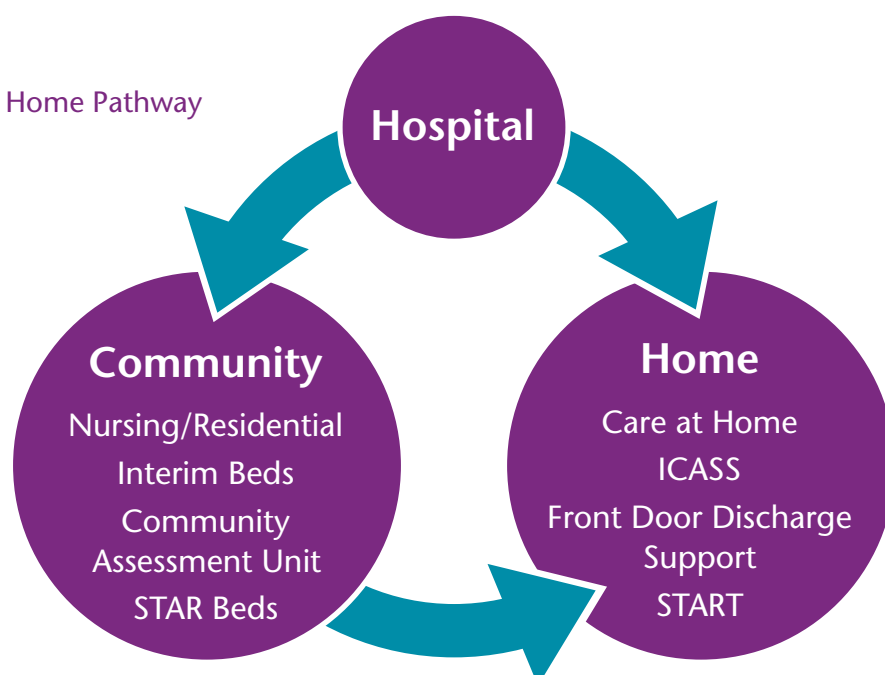 Home Pathway
Hospital
Community
Nursing/Residential
Interim Beds
Community
Assessment Unit
STAR Beds
Home
Care at Home
ICASS
Front Door Discharge
Support
START